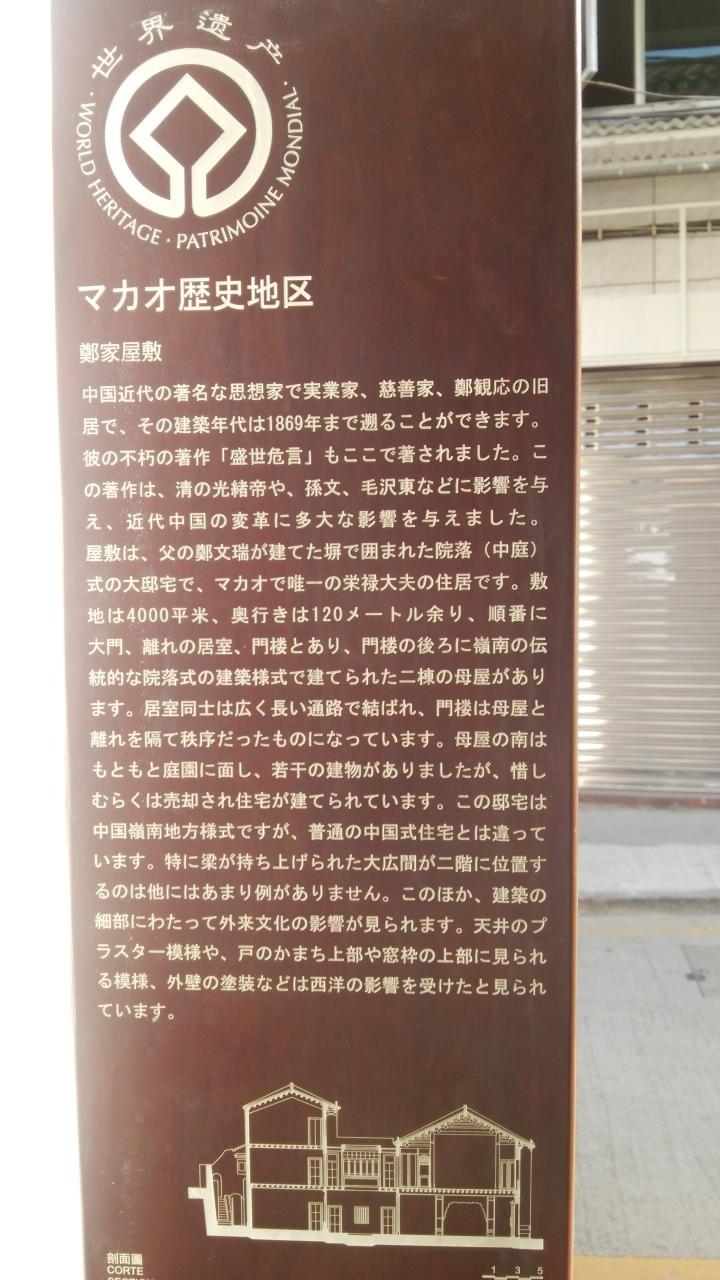 世界遗产
· WORLD HERITAGE · PATRIMOINE MONDIAL ·
マカオ歴史地区
鄭家屋敷
中国近代の著名な思想家で実業家、慈善家、鄭観応の旧
居で、その建築年代は1869年まで遡ることができます。
彼の不朽の著作「盛世危言」もここで著されました。こ
の著作は、清の光緒帝や、孫文、毛沢東などに影響を与
え、近代中国の変革に多大な影響を与えました。
屋敷は、父の鄭文瑞が建てた塀で囲まれた院落（中庭）
式の大邸宅で、マカオで唯一の栄禄大夫の住居です。敷
地は4000平米、奥行きは120メートル余り、順番に
大門、離れの居室、門楼とあり、門楼の後ろに嶺南の伝
統的な院落式の建築様式で建てられた二棟の母屋があり
ます。居室同士は広く長い通路で結ばれ、門楼は母屋と
離れを隔て秩序だったものになっています。母屋の南は
もともと庭園に面し、若干の建物がありましたが、惜し
むらくは売却され住宅が建てられています。この邸宅は
中国嶺南地方様式ですが、普通の中国式住宅とは違って
います。特に梁が持ち上げられた大広間が二階に位置す
るのは他にはあまり例がありません。このほか、建築の
細部にわたって外来文化の影響が見られます。天井のプ
ラスター模様や、戸のかまち上部や窓枠の上部に見られ
る模様、外壁の塗装などは西洋の影響を受けたと見られ
ています。
剖面圖
CORTE
SECTION
1 3 5